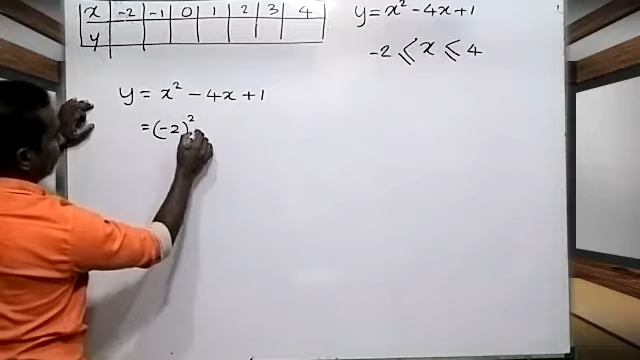 x -2 -1 0 1 2 3 4
y
y = x² - 4x + 1
-2 ≤ x ≤ 4
y = x² - 4x + 1
= (-2)²